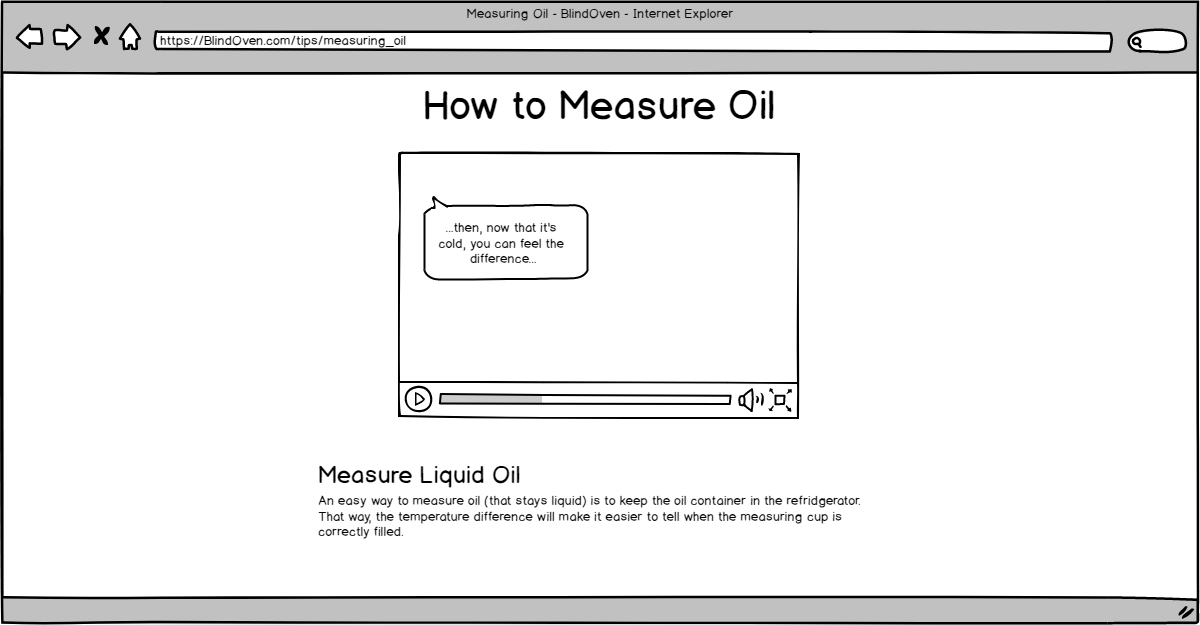 Measuring Oil - BlindOven - Internet Explorer
https://BlindOven.com/tips/measuring_oil
How to Measure Oil
...then, now that it's
cold, you can feel the
difference...
Measure Liquid Oil
An easy way to measure oil (that stays liquid) is to keep the oil container in the refridgerator.
That way, the temperature difference will make it easier to tell when the measuring cup is
correctly filled.